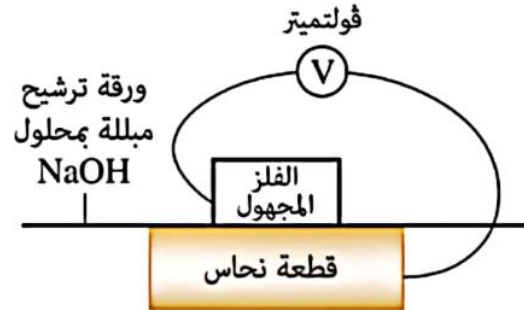 ڤولتميتر
V
ورقة ترشيح
مبللة بمحلول
NaOH
الفلز
المجهول
قطعة نحاس